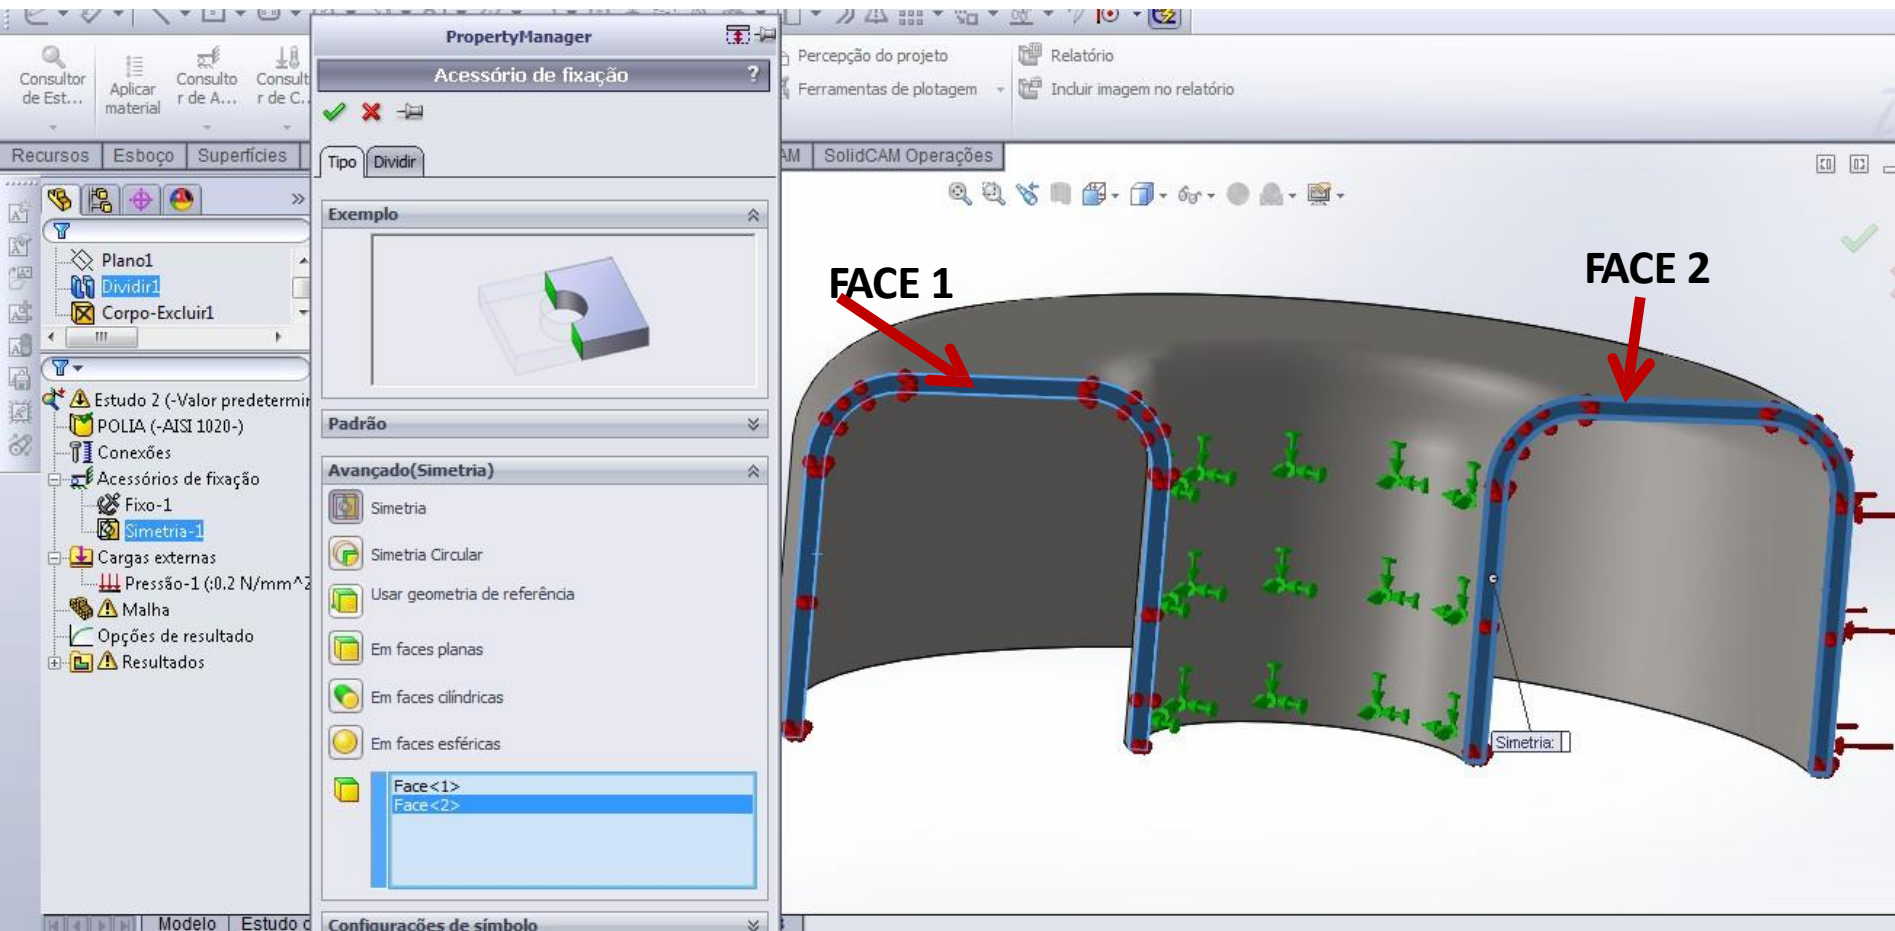 PropertyManager
Acessório de fixação
?
Consultor
de Est...
Aplicar
material
Consulto
r de A...
Consult
r de C..
Percepção do projeto
Ferramentas de plotagem
Relatório
Incluir imagem no relatório
Recursos
Esboço
Superfícies
AM
SolidCAM Operações
Tipo
Dividir
Exemplo
Plano1
Dividir1
Corpo-Excluir1
Estudo 2 (-Valor predetermin
POLIA (-AISI 1020-)
Conexões
Acessórios de fixação
Fixo-1
Simetria-1
Cargas externas
Pressão-1 (:0.2 N/mm^2
Malha
Opções de resultado
Resultados
Padrão
Avançado(Simetria)
Simetria
Simetria Circular
Usar geometria de referência
Em faces planas
Em faces cilíndricas
Em faces esféricas
Face<1>
Face<2>
Configurações de símbolo
FACE 1
FACE 2
Simetria:
Modelo
Estudo